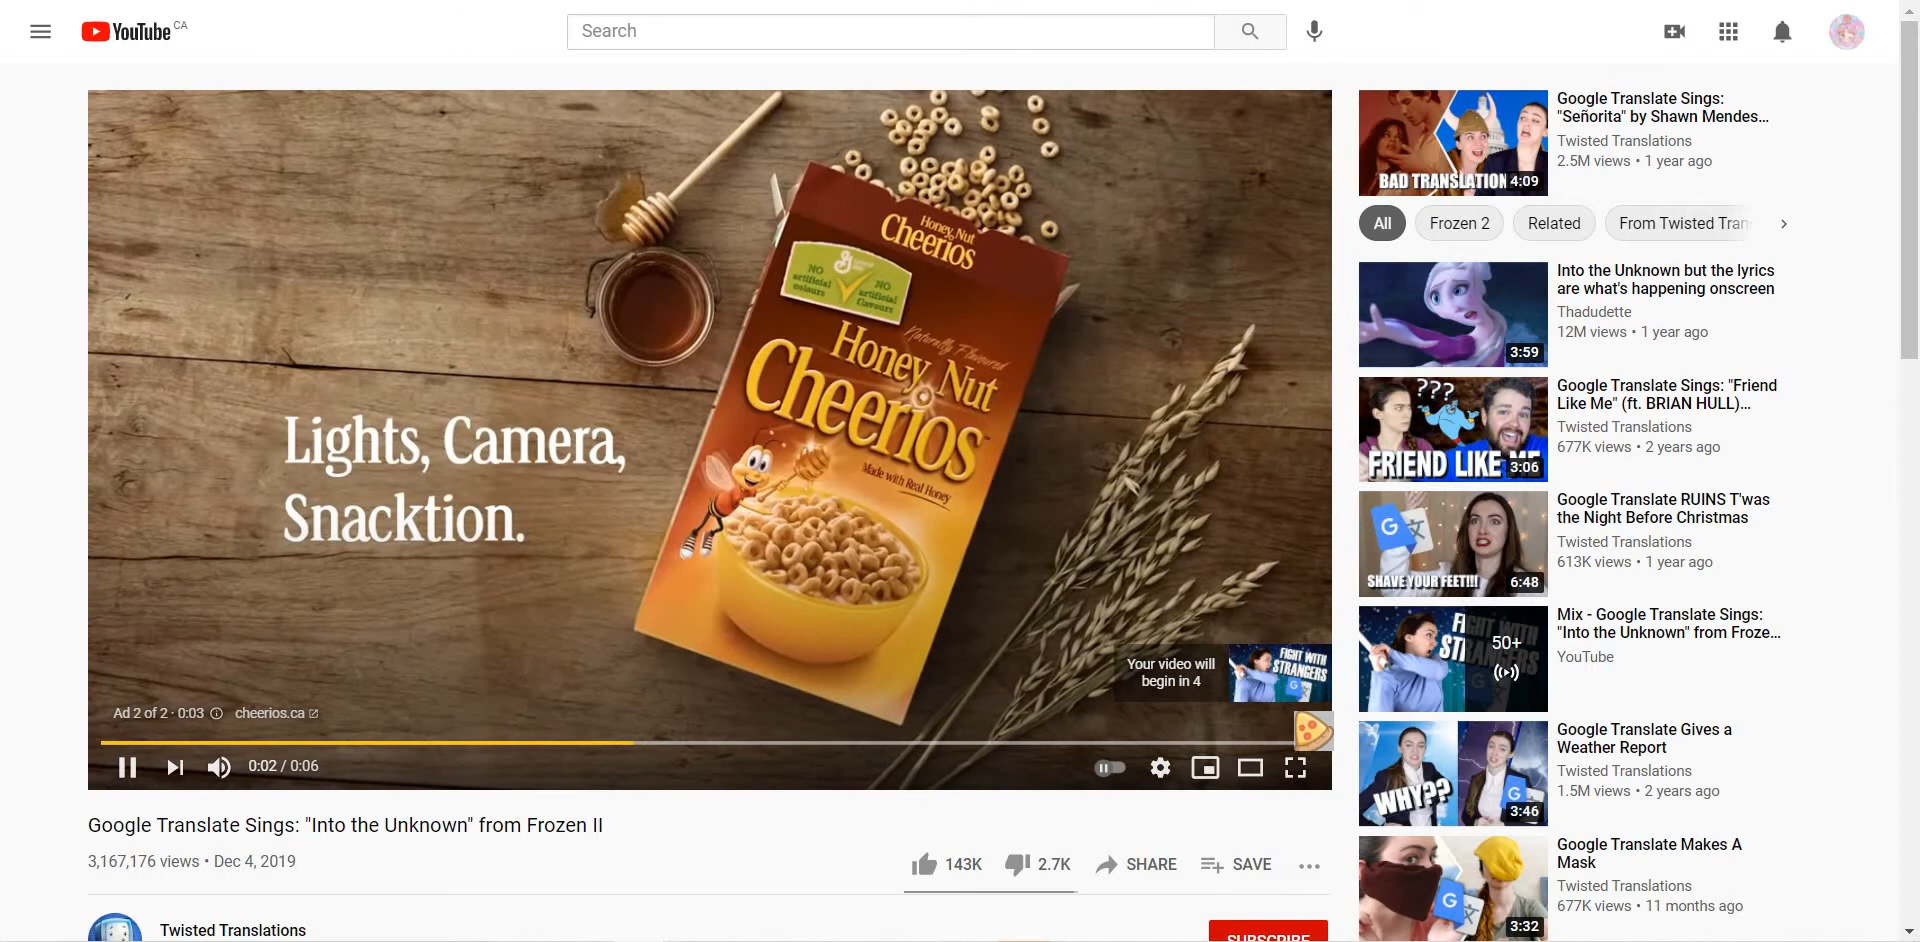 YouTube CA
Search
Honey Nut
Cheerios
NO
artificial
colours
NO
artificial
flavours
Naturally Flavoured
Honey Nut
Cheerios
Made with Real Honey
Lights, Camera,
Snacktion.
Your video will
begin in 4
FIGHT WITH
STRANGERS
Ad 2 of 2 · 0:03
cheerios.ca
0:02 / 0:06
Google Translate Sings: "Into the Unknown" from Frozen II
3,167,176 views • Dec 4, 2019
143K
2.7K
SHARE
SAVE
Twisted Translations
SUBSCRIBE
BAD TRANSLATION
4:09
Google Translate Sings:
"Señorita" by Shawn Mendes...
Twisted Translations
2.5M views • 1 year ago
All
Frozen 2
Related
From Twisted Tran
3:59
Into the Unknown but the lyrics
are what's happening onscreen
Thadudette
12M views • 1 year ago
???
FRIEND LIKE ME
3:06
Google Translate Sings: "Friend
Like Me" (ft. BRIAN HULL)...
Twisted Translations
677K views • 2 years ago
G
SHAVE YOUR FEET!!!
6:48
Google Translate RUINS T'was
the Night Before Christmas
Twisted Translations
613K views • 1 year ago
FIGHT WITH
STRANGERS
50+
Mix - Google Translate Sings:
"Into the Unknown" from Froze...
YouTube
WHY??
G
3:46
Google Translate Gives a
Weather Report
Twisted Translations
1.5M views • 2 years ago
G
3:32
Google Translate Makes A
Mask
Twisted Translations
677K views • 11 months ago